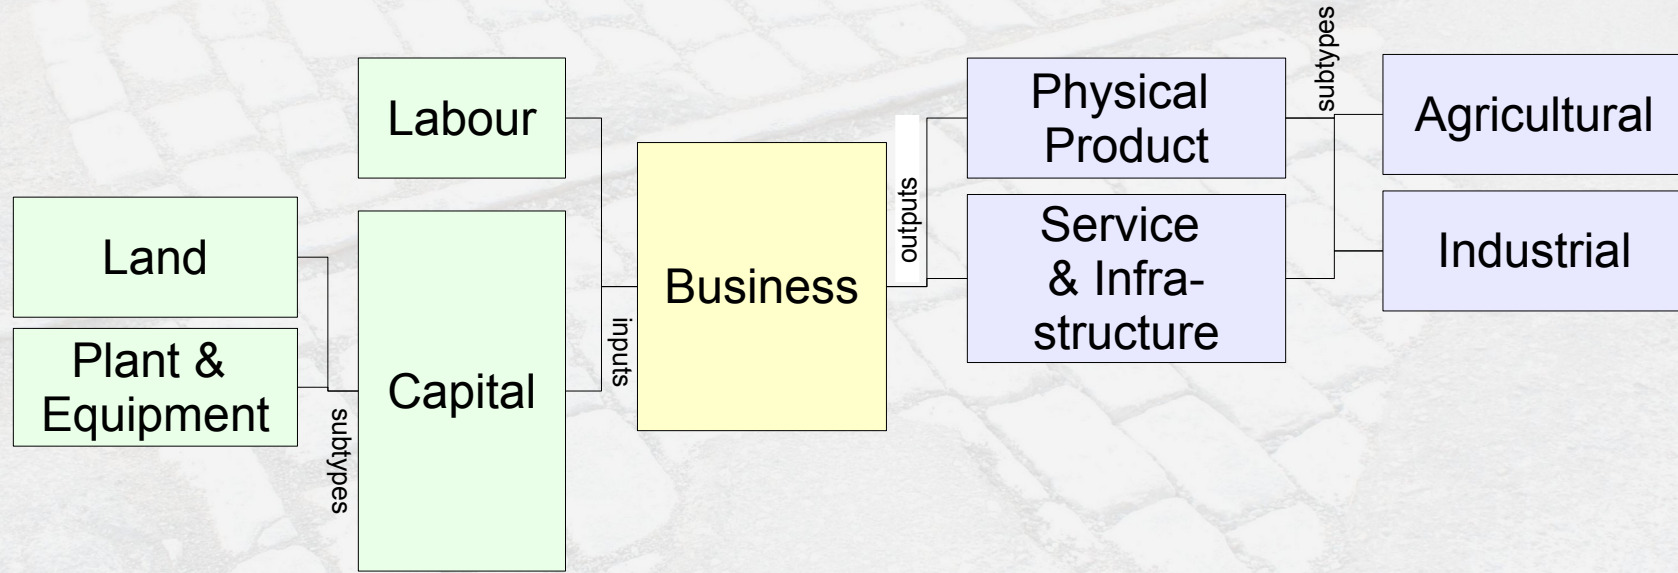 Land
Plant &
Equipment
subtypes
Labour
Capital
inputs
Business
outputs
Physical
Product
Service
& Infra-
structure
subtypes
Agricultural
Industrial